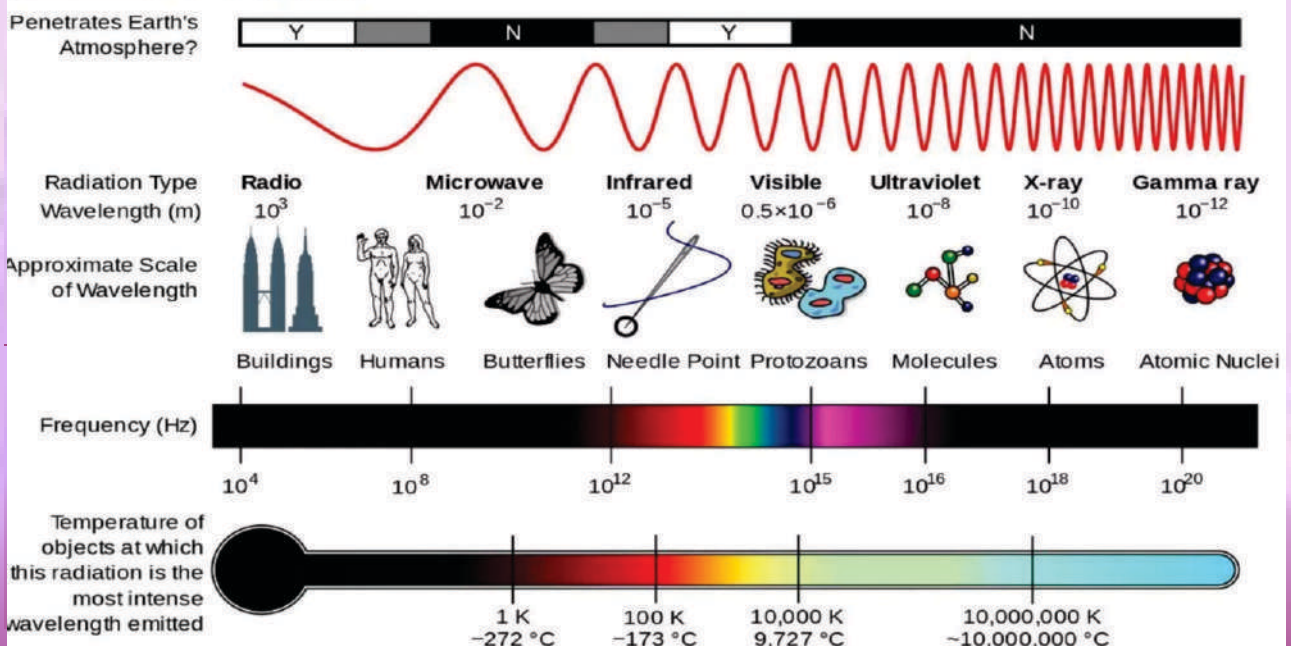 Penetrates Earth's
Atmosphere?
Y N Y N
Radiation Type
Radio Microwave Infrared Visible Ultraviolet X-ray Gamma ray
Wavelength (m)
10³ 10⁻² 10⁻⁵ 0.5×10⁻⁶ 10⁻⁸ 10⁻¹⁰ 10⁻¹²
Approximate Scale
of Wavelength
Buildings Humans Butterflies Needle Point Protozoans Molecules Atoms Atomic Nuclei
Frequency (Hz)
10⁴ 10⁸ 10¹² 10¹⁵ 10¹⁶ 10¹⁸ 10²⁰
Temperature of
objects at which
this radiation is the
most intense
wavelength emitted
1 K 100 K 10,000 K 10,000,000 K
−272 °C −173 °C 9,727 °C ~10,000,000 °C